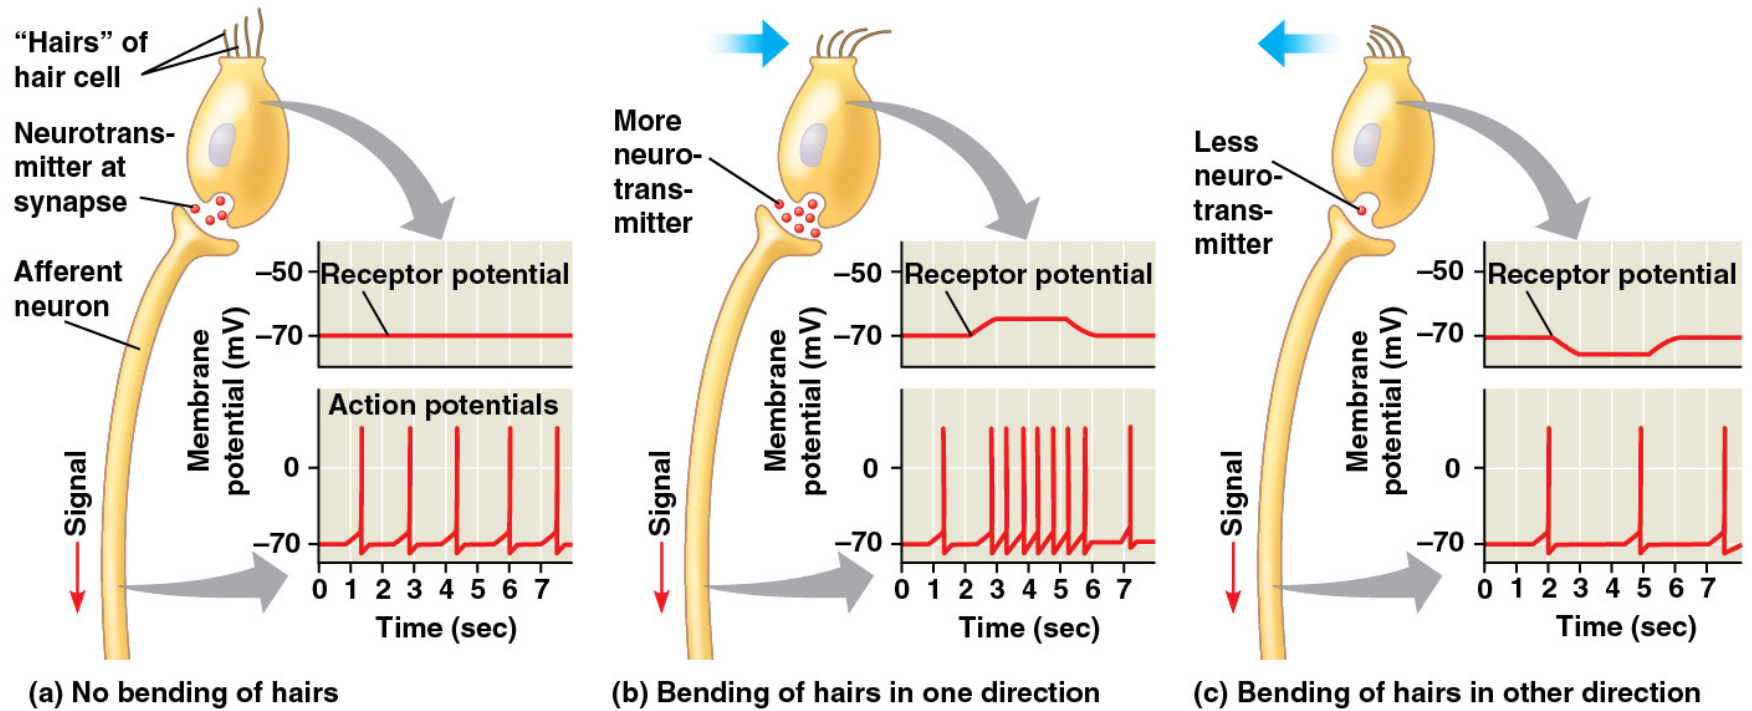 “Hairs” of
hair cell
Neurotrans-
mitter at
synapse
Afferent
neuron
Signal
Membrane
potential (mV)
–50
Receptor potential
–70
Action potentials
0
–70
0 1 2 3 4 5 6 7
Time (sec)
(a) No bending of hairs
More
neuro-
trans-
mitter
Signal
Membrane
potential (mV)
–50
Receptor potential
–70
0
–70
0 1 2 3 4 5 6 7
Time (sec)
(b) Bending of hairs in one direction
Less
neuro-
trans-
mitter
Signal
Membrane
potential (mV)
–50
Receptor potential
–70
0
–70
0 1 2 3 4 5 6 7
Time (sec)
(c) Bending of hairs in other direction